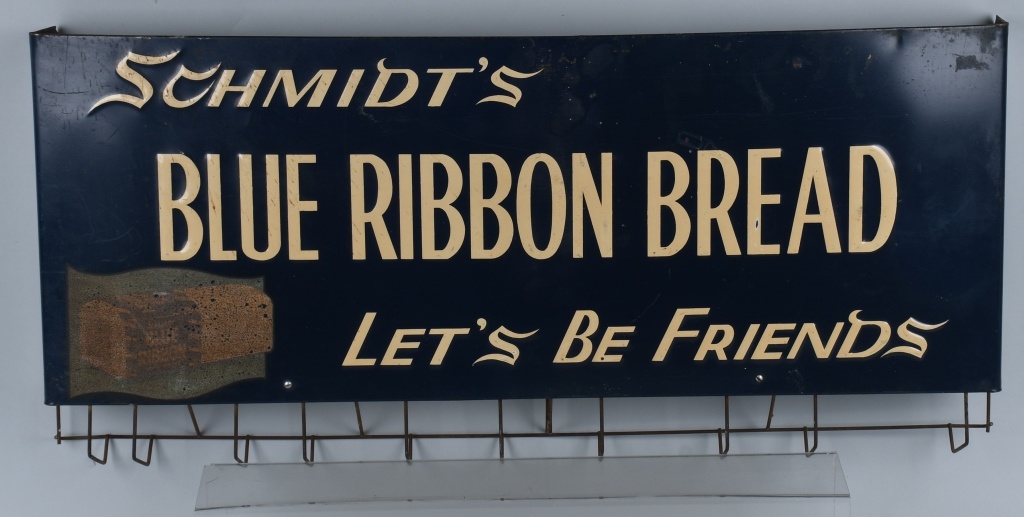 SCHMIDT'S
BLUE RIBBON BREAD
LET'S BE FRIENDS